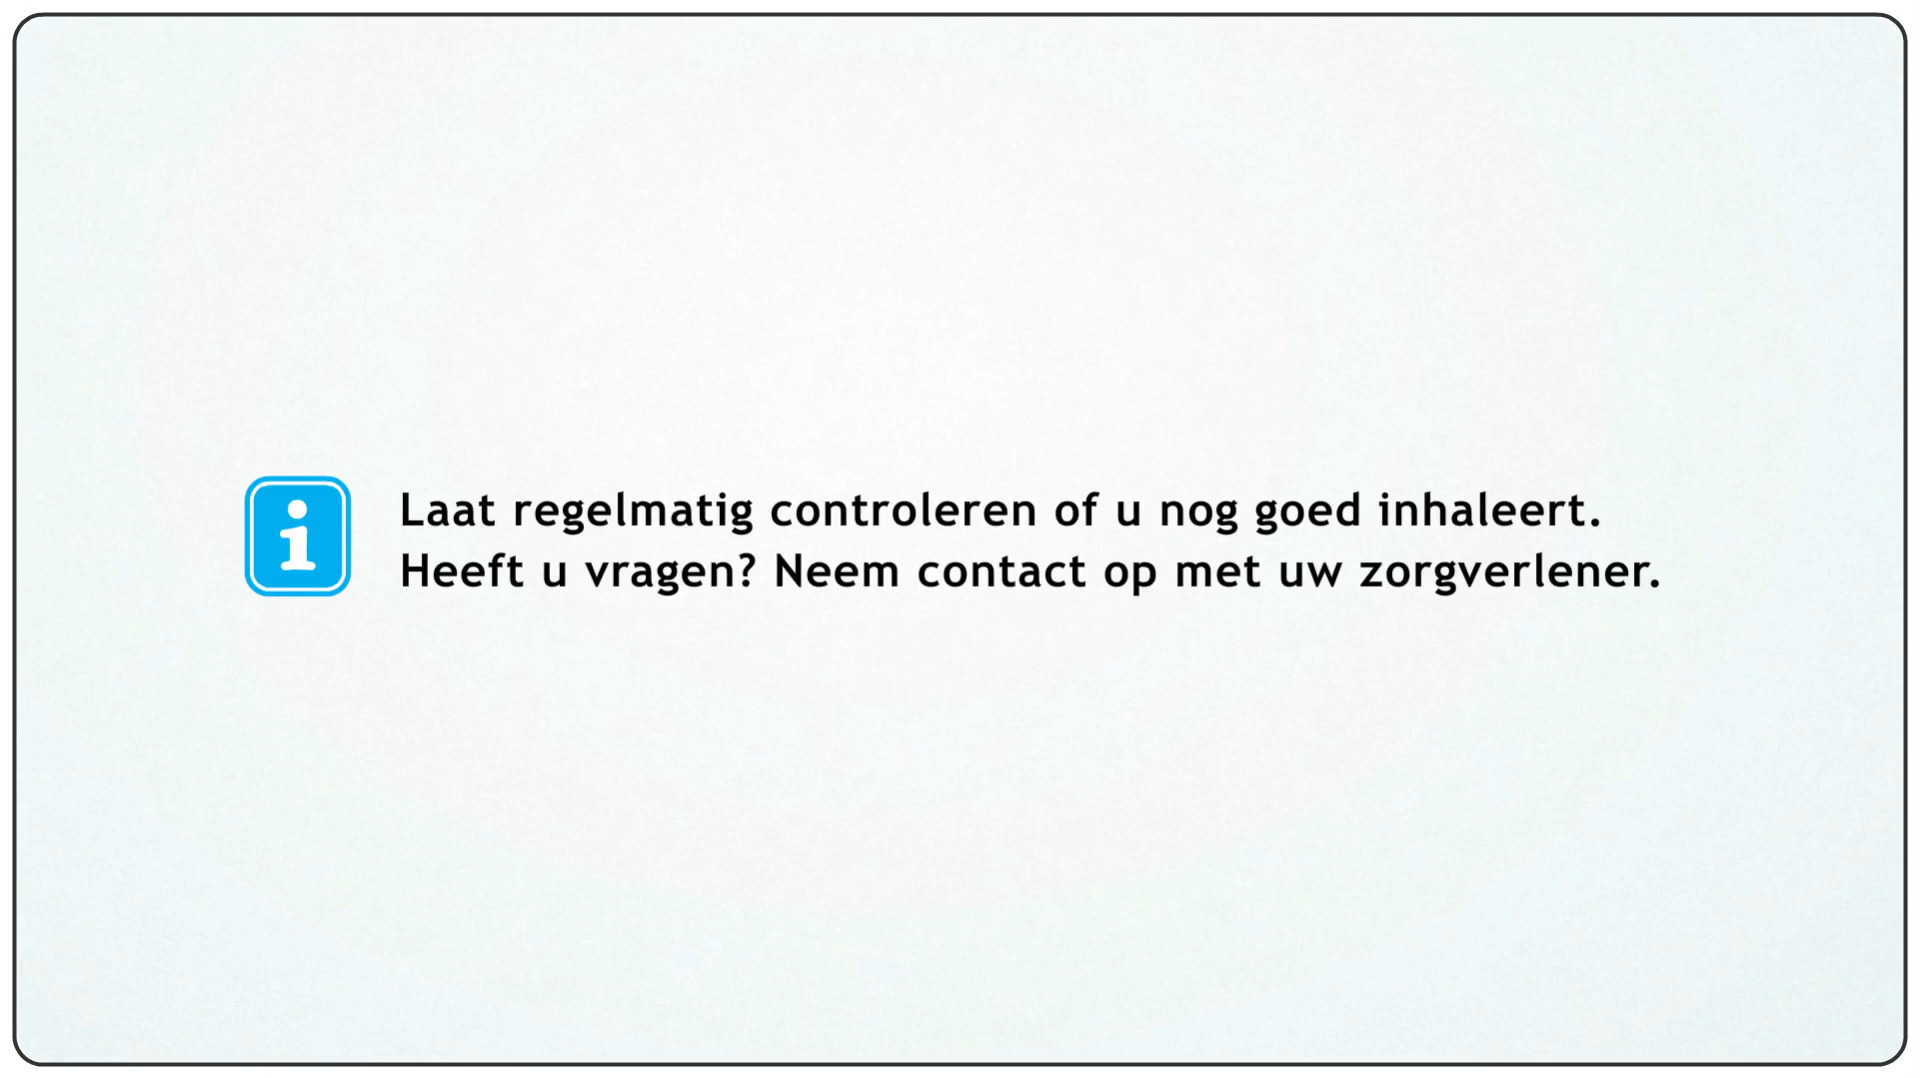 Laat regelmatig controleren of u nog goed inhaleert.
Heeft u vragen? Neem contact op met uw zorgverlener.